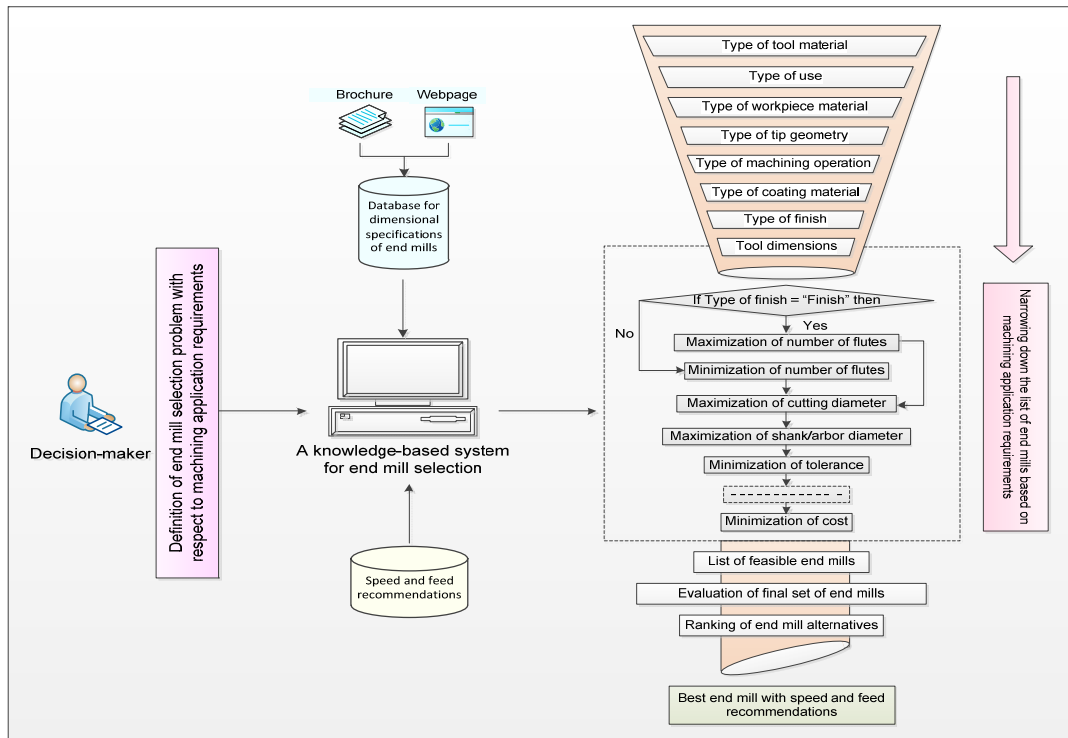 Brochure
Webpage
Database for
dimensional
specifications
of end mills
Decision-maker
Definition of end mill selection problem with
respect to machining application requirements
A knowledge-based system
for end mill selection
Speed and feed
recommendations
Type of tool material
Type of use
Type of workpiece material
Type of tip geometry
Type of machining operation
Type of coating material
Type of finish
Tool dimensions
If Type of finish = “Finish” then
No
Yes
Maximization of number of flutes
Minimization of number of flutes
Maximization of cutting diameter
Maximization of shank/arbor diameter
Minimization of tolerance
Minimization of cost
List of feasible end mills
Evaluation of final set of end mills
Ranking of end mill alternatives
Best end mill with speed and feed
recommendations
Narrowing down the list of end mills based on
machining application requirements